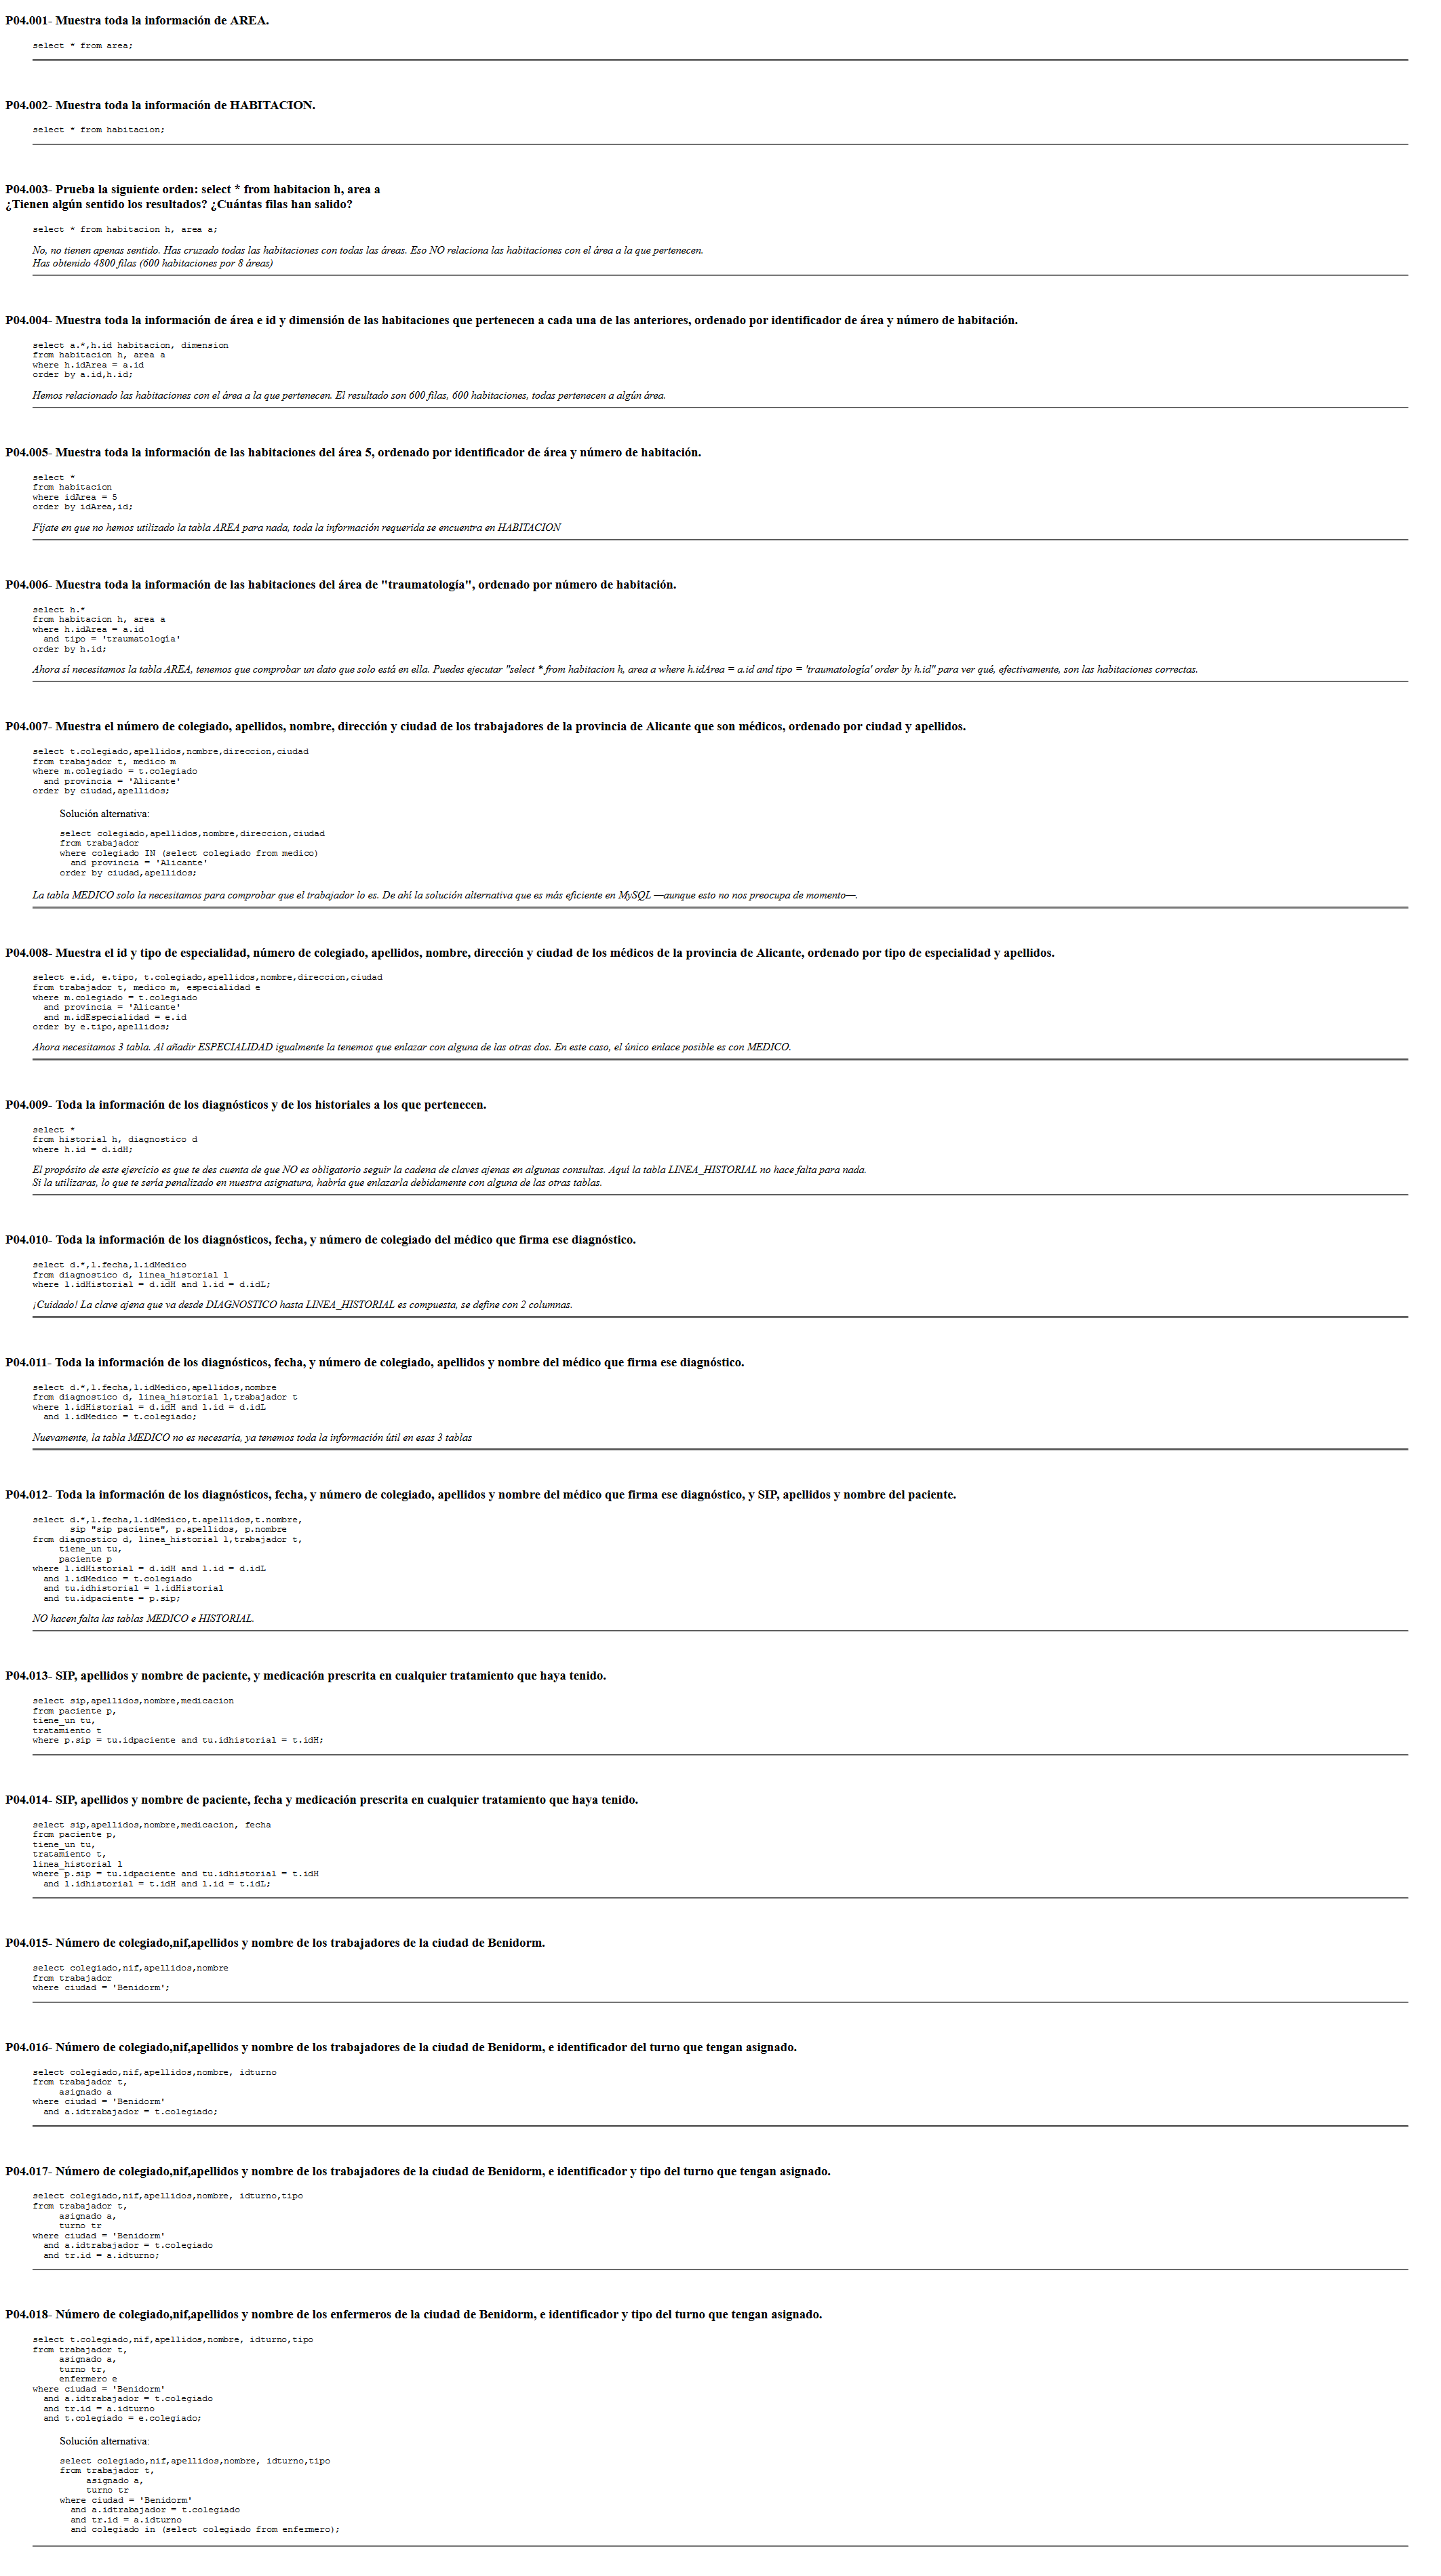 P04.001- Muestra toda la información de AREA.
select * from area;
P04.002- Muestra toda la información de HABITACION.
select * from habitacion;
P04.003- Prueba la siguiente orden: select * from habitacion h, area a
¿Tienen algún sentido los resultados? ¿Cuántas filas han salido?
select * from habitacion h, area a;
No, no tienen apenas sentido. Has cruzado todas las habitaciones con todas las áreas. Eso NO relaciona las habitaciones con el área a la que pertenecen.
Has obtenido 4800 filas (600 habitaciones por 8 áreas)
P04.004- Muestra toda la información de área e id y dimensión de las habitaciones que pertenecen a cada una de las anteriores, ordenado por identificador de área y número de habitación.
select a.*,h.id habitacion, dimension
from habitacion h, area a
where h.idArea = a.id
order by a.id,h.id;
Hemos relacionado las habitaciones con el área a la que pertenecen. El resultado son 600 filas, 600 habitaciones, todas pertenecen a algún área.
P04.005- Muestra toda la información de las habitaciones del área 5, ordenado por identificador de área y número de habitación.
select *
from habitacion
where idArea = 5
order by idArea,id;
Fíjate en que no hemos utilizado la tabla AREA para nada, toda la información requerida se encuentra en HABITACION
P04.006- Muestra toda la información de las habitaciones del área de "traumatología", ordenado por número de habitación.
select h.*
from habitacion h, area a
where h.idArea = a.id
and tipo = 'traumatología'
order by h.id;
Ahora sí necesitamos la tabla AREA, tenemos que comprobar un dato que solo está en ella. Puedes ejecutar "select * from habitacion h, area a where h.idArea = a.id and tipo = 'traumatología' order by h.id" para ver qué, efectivamente, son las habitaciones correctas.
P04.007- Muestra el número de colegiado, apellidos, nombre, dirección y ciudad de los trabajadores de la provincia de Alicante que son médicos, ordenado por ciudad y apellidos.
select t.colegiado,apellidos,nombre,direccion,ciudad
from trabajador t, medico m
where m.colegiado = t.colegiado
and provincia = 'Alicante'
order by ciudad,apellidos;
Solución alternativa:
select colegiado,apellidos,nombre,direccion,ciudad
from trabajador
where colegiado IN (select colegiado from medico)
and provincia = 'Alicante'
order by ciudad,apellidos;
La tabla MEDICO solo la necesitamos para comprobar que el trabajador lo es. De ahí la solución alternativa que es más eficiente en MySQL —aunque esto no nos preocupa de momento—.
P04.008- Muestra el id y tipo de especialidad, número de colegiado, apellidos, nombre, dirección y ciudad de los médicos de la provincia de Alicante, ordenado por tipo de especialidad y apellidos.
select e.id, e.tipo, t.colegiado,apellidos,nombre,direccion,ciudad
from trabajador t, medico m, especialidad e
where m.colegiado = t.colegiado
and provincia = 'Alicante'
and m.idEspecialidad = e.id
order by e.tipo,apellidos;
Ahora necesitamos 3 tabla. Al añadir ESPECIALIDAD igualmente la tenemos que enlazar con alguna de las otras dos. En este caso, el único enlace posible es con MEDICO.
P04.009- Toda la información de los diagnósticos y de los historiales a los que pertenecen.
select *
from historial h, diagnostico d
where h.id = d.idH;
El propósito de este ejercicio es que te des cuenta de que NO es obligatorio seguir la cadena de claves ajenas en algunas consultas. Aquí la tabla LINEA_HISTORIAL no hace falta para nada.
Si la utilizaras, lo que te sería penalizado en nuestra asignatura, habría que enlazarla debidamente con alguna de las otras tablas.
P04.010- Toda la información de los diagnósticos, fecha, y número de colegiado del médico que firma ese diagnóstico.
select d.*,l.fecha,l.idMedico
from diagnostico d, linea_historial l
where l.idHistorial = d.idH and l.id = d.idL;
¡Cuidado! La clave ajena que va desde DIAGNOSTICO hasta LINEA_HISTORIAL es compuesta, se define con 2 columnas.
P04.011- Toda la información de los diagnósticos, fecha, y número de colegiado, apellidos y nombre del médico que firma ese diagnóstico.
select d.*,l.fecha,l.idMedico,apellidos,nombre
from diagnostico d, linea_historial l,trabajador t
where l.idHistorial = d.idH and l.id = d.idL
and l.idMedico = t.colegiado;
Nuevamente, la tabla MEDICO no es necesaria, ya tenemos toda la información útil en esas 3 tablas
P04.012- Toda la información de los diagnósticos, fecha, y número de colegiado, apellidos y nombre del médico que firma ese diagnóstico, y SIP, apellidos y nombre del paciente.
select d.*,l.fecha,l.idMedico,t.apellidos,t.nombre,
sip "sip paciente", p.apellidos, p.nombre
from diagnostico d, linea_historial l,trabajador t,
tiene_un tu,
paciente p
where l.idHistorial = d.idH and l.id = d.idL
and l.idMedico = t.colegiado
and tu.idhistorial = l.idHistorial
and tu.idpaciente = p.sip;
NO hacen falta las tablas MEDICO e HISTORIAL.
P04.013- SIP, apellidos y nombre de paciente, y medicación prescrita en cualquier tratamiento que haya tenido.
select sip,apellidos,nombre,medicacion
from paciente p,
tiene_un tu,
tratamiento t
where p.sip = tu.idpaciente and tu.idhistorial = t.idH;
P04.014- SIP, apellidos y nombre de paciente, fecha y medicación prescrita en cualquier tratamiento que haya tenido.
select sip,apellidos,nombre,medicacion, fecha
from paciente p,
tiene_un tu,
tratamiento t,
linea_historial l
where p.sip = tu.idpaciente and tu.idhistorial = t.idH
and l.idhistorial = t.idH and l.id = t.idL;
P04.015- Número de colegiado,nif,apellidos y nombre de los trabajadores de la ciudad de Benidorm.
select colegiado,nif,apellidos,nombre
from trabajador
where ciudad = 'Benidorm';
P04.016- Número de colegiado,nif,apellidos y nombre de los trabajadores de la ciudad de Benidorm, e identificador del turno que tengan asignado.
select colegiado,nif,apellidos,nombre, idturno
from trabajador t,
asignado a
where ciudad = 'Benidorm'
and a.idtrabajador = t.colegiado;
P04.017- Número de colegiado,nif,apellidos y nombre de los trabajadores de la ciudad de Benidorm, e identificador y tipo del turno que tengan asignado.
select colegiado,nif,apellidos,nombre, idturno,tipo
from trabajador t,
asignado a,
turno tr
where ciudad = 'Benidorm'
and a.idtrabajador = t.colegiado
and tr.id = a.idturno;
P04.018- Número de colegiado,nif,apellidos y nombre de los enfermeros de la ciudad de Benidorm, e identificador y tipo del turno que tengan asignado.
select t.colegiado,nif,apellidos,nombre, idturno,tipo
from trabajador t,
asignado a,
turno tr,
enfermero e
where ciudad = 'Benidorm'
and a.idtrabajador = t.colegiado
and tr.id = a.idturno
and t.colegiado = e.colegiado;
Solución alternativa:
select colegiado,nif,apellidos,nombre, idturno,tipo
from trabajador t,
asignado a,
turno tr
where ciudad = 'Benidorm'
and a.idtrabajador = t.colegiado
and tr.id = a.idturno
and colegiado in (select colegiado from enfermero);